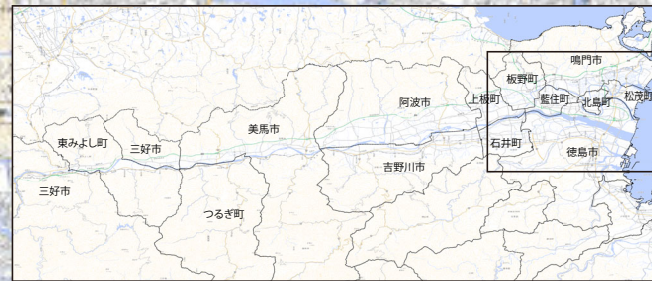 鳴門市
板野町
阿波市
上板町
藍住町
北島町
松茂町
美馬市
東みよし町
三好市
石井町
徳島市
吉野川市
三好市
つるぎ町